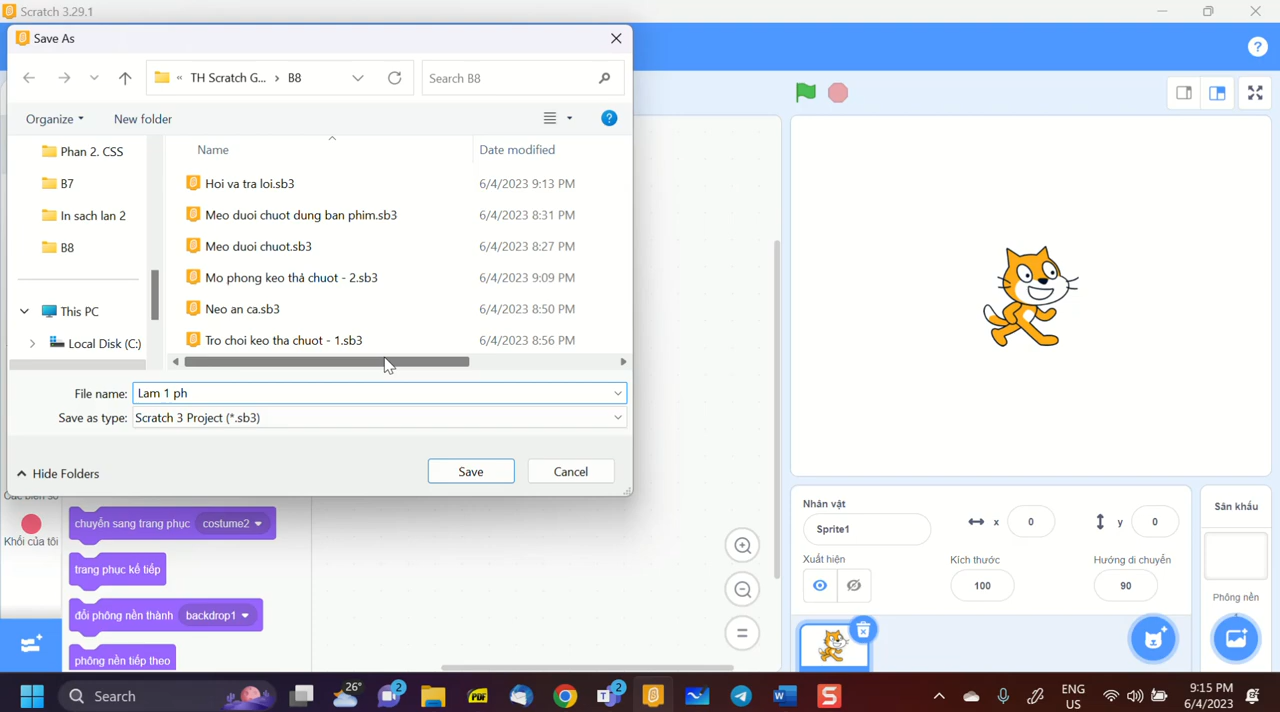 Scratch 3.29.1
Save As
« TH Scratch G... › B8
Search B8
Organize
New folder
Phan 2. CSS
B7
In sach lan 2
B8
This PC
Local Disk (C:)
Name
Date modified
Hoi va tra loi.sb3
6/4/2023 9:13 PM
Meo duoi chuot dung ban phim.sb3
6/4/2023 8:31 PM
Meo duoi chuot.sb3
6/4/2023 8:27 PM
Mo phong keo thả chuot - 2.sb3
6/4/2023 9:09 PM
Neo an ca.sb3
6/4/2023 8:50 PM
Tro choi keo tha chuot - 1.sb3
6/4/2023 8:56 PM
File name: Lam 1 ph
Save as type: Scratch 3 Project (*.sb3)
Hide Folders
Save
Cancel
Các biến số
Khối của tôi
chuyển sang trang phục costume2
trang phục kế tiếp
đổi phông nền thành backdrop1
phông nền tiếp theo
Nhân vật
Sprite1
x 0
y 0
Xuất hiện
Kích thước
100
Hướng di chuyển
90
Sân khấu
Phông nền
Search
26°
2
PDF
2
ENG
US
9:15 PM
6/4/2023